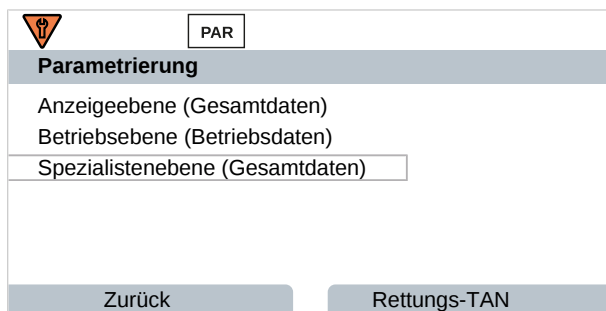 PAR
Parametrierung
Anzeigeebene (Gesamtdaten)
Betriebsebene (Betriebsdaten)
Spezialistenebene (Gesamtdaten)
Zurück Rettungs-TAN